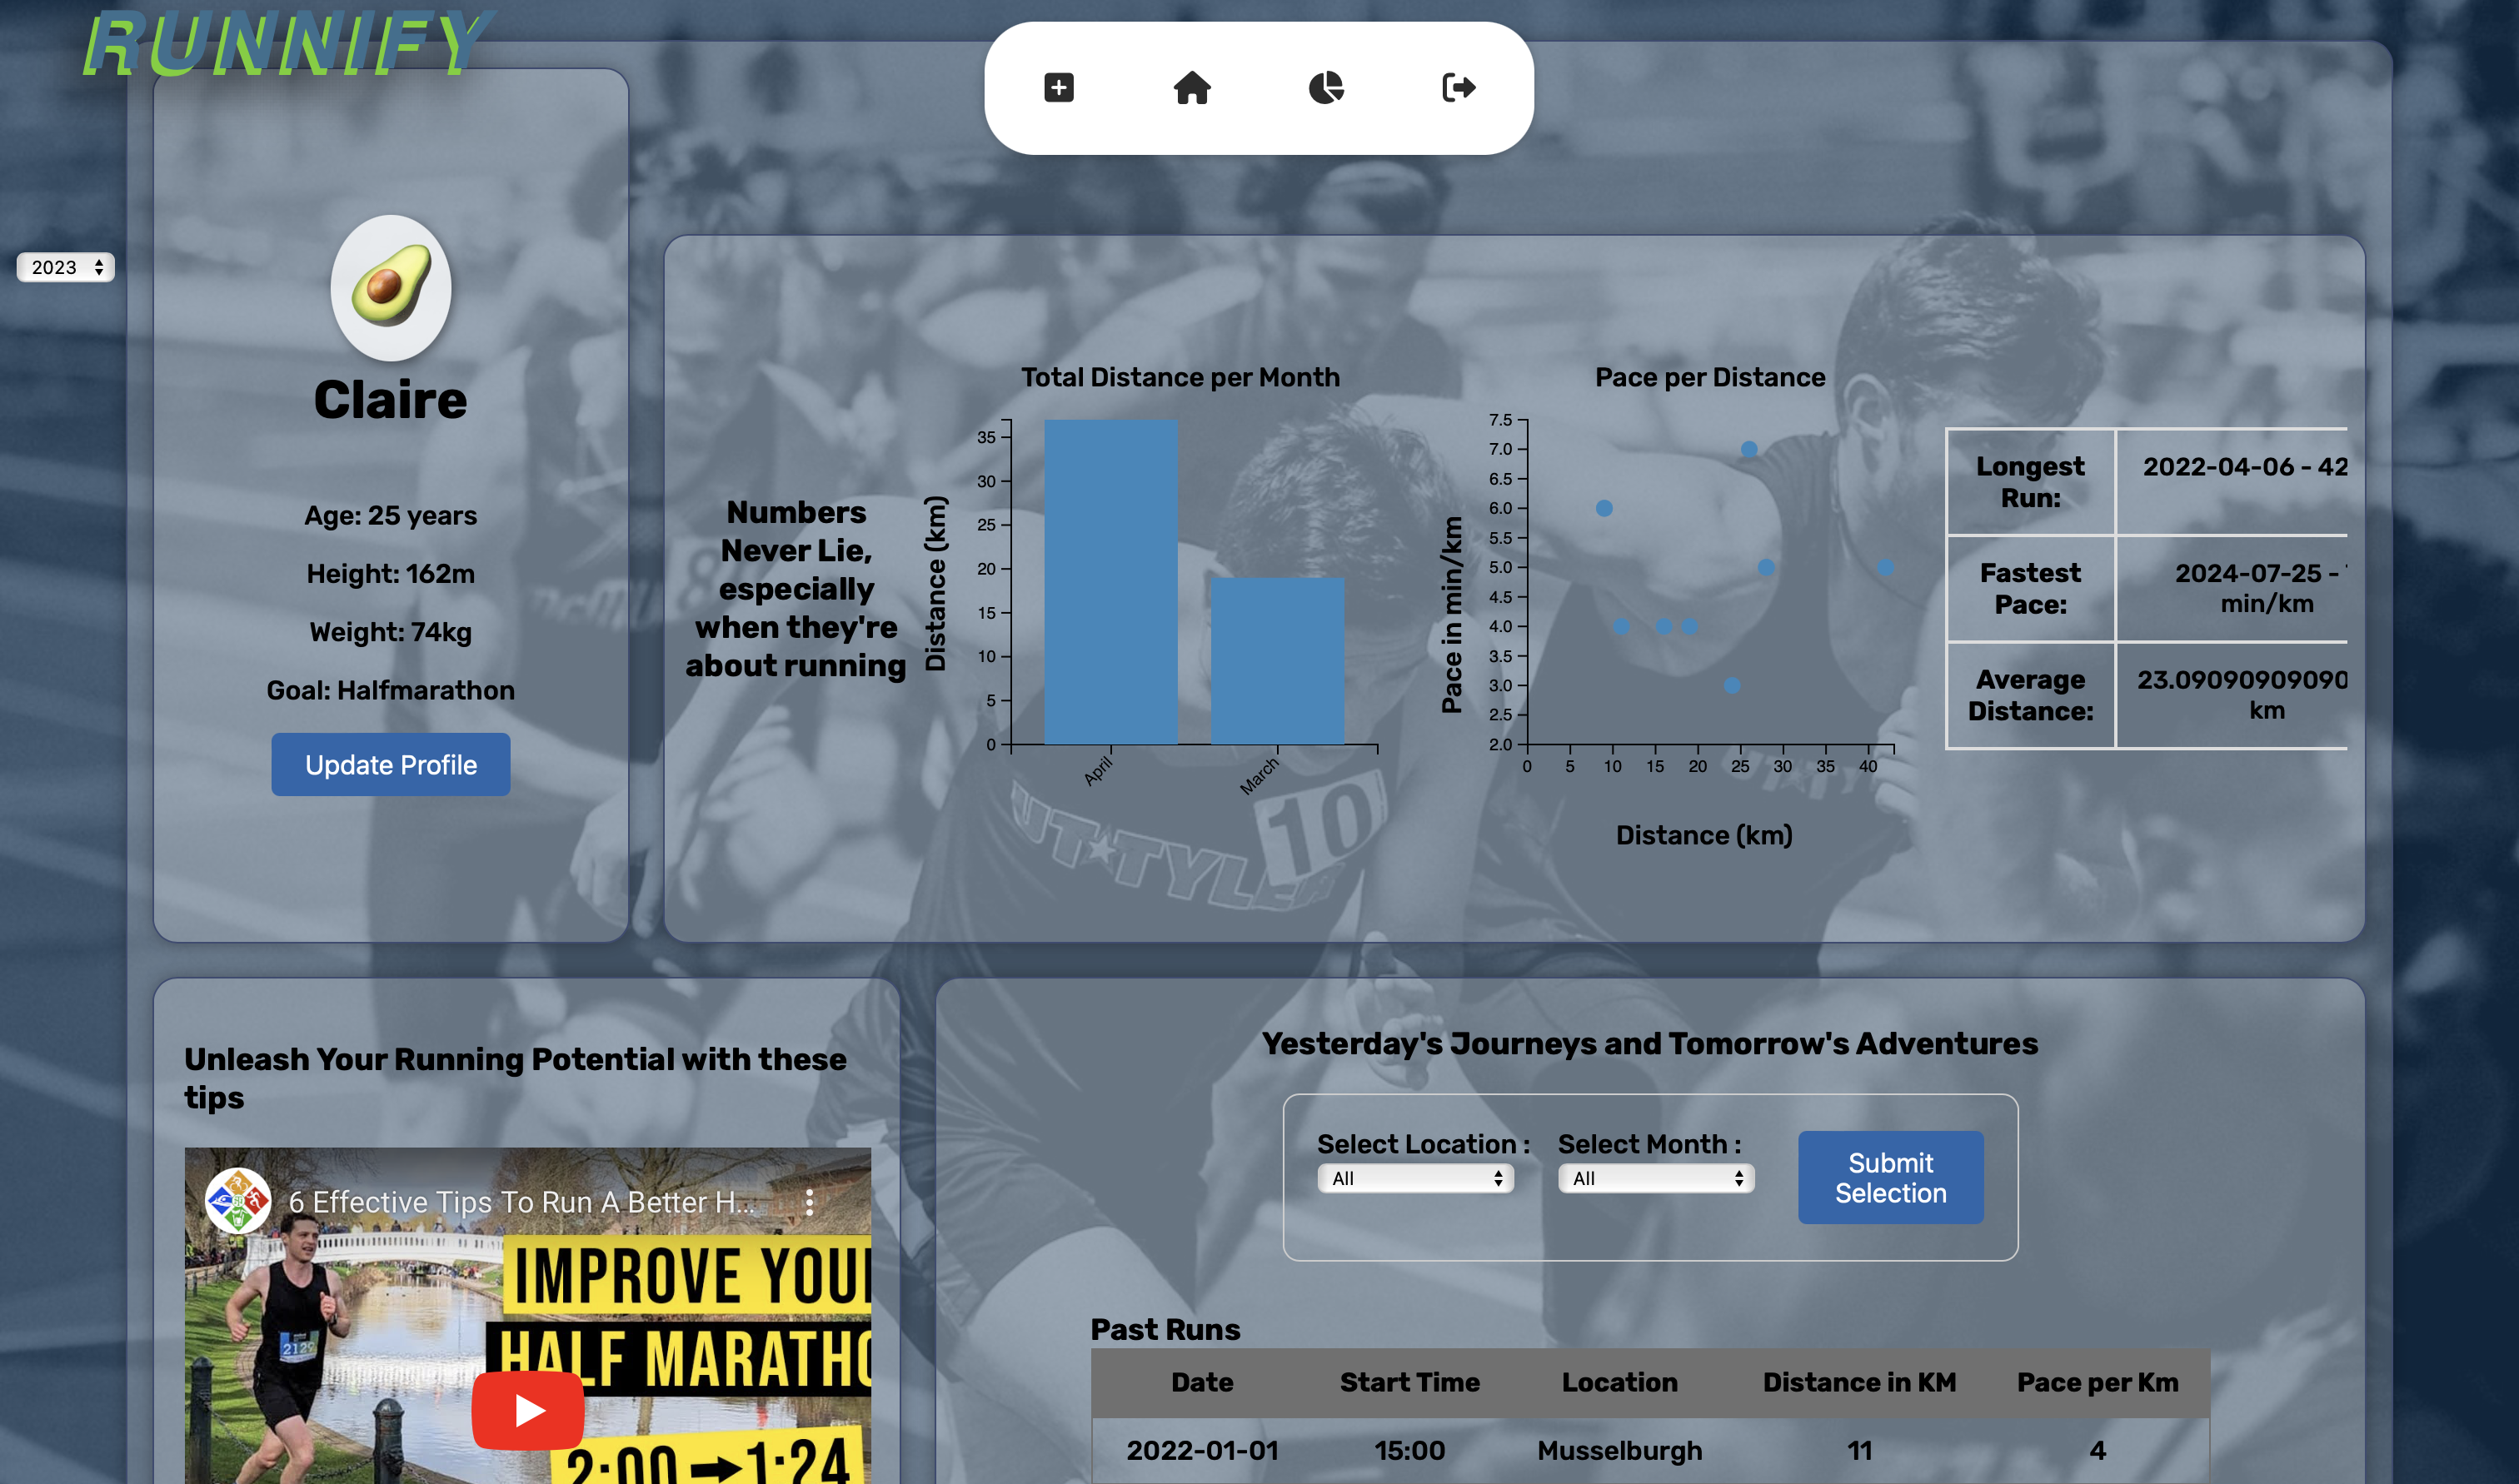 RUNNIFY
2023
Claire
Age: 25 years
Height: 162m
Weight: 74kg
Goal: Halfmarathon
Update Profile
Numbers
Never Lie,
especially
when they're
about running
Total Distance per Month
Distance (km)
35
30
25
20
15
10
5
0
April
March
Pace per Distance
Pace in min/km
7.5
7.0
6.5
6.0
5.5
5.0
4.5
4.0
3.5
3.0
2.5
2.0
0 5 10 15 20 25 30 35 40
Distance (km)
Longest
Run:
2022-04-06 - 42
Fastest
Pace:
2024-07-25 -
min/km
Average
Distance:
23.09090909090
km
UT★TYLER
10
Unleash Your Running Potential with these
tips
6 Effective Tips To Run A Better H...
IMPROVE YOU
HALF MARATHO
2:00 → 1:24
Yesterday's Journeys and Tomorrow's Adventures
Select Location :
All
Select Month :
All
Submit
Selection
Past Runs
Date Start Time Location Distance in KM Pace per Km
2022-01-01 15:00 Musselburgh 11 4